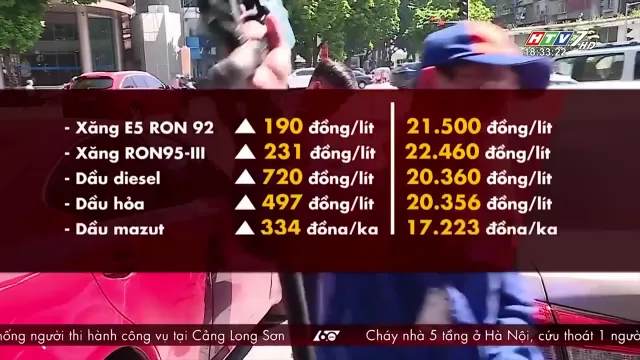 HTV7 HD
18:33:22
- Xăng E5 RON 92 ▲ 190 đồng/lít 21.500 đồng/lít
- Xăng RON95-III ▲ 231 đồng/lít 22.460 đồng/lít
- Dầu diesel ▲ 720 đồng/lít 20.360 đồng/lít
- Dầu hỏa ▲ 497 đồng/lít 20.356 đồng/lít
- Dầu mazut ▲ 334 đồng/kg 17.223 đồng/kg
người thi hành công vụ tại Cảng Long Sơn 60 Cháy nhà 5 tầng ở Hà Nội, cứu thoát 1 người